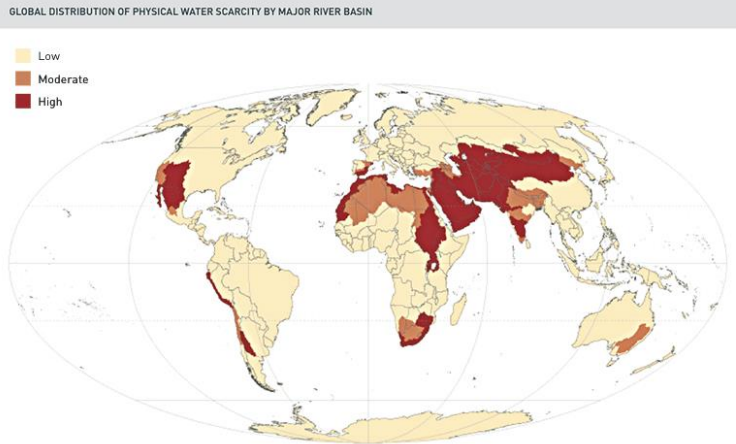 GLOBAL DISTRIBUTION OF PHYSICAL WATER SCARCITY BY MAJOR RIVER BASIN
Low
Moderate
High